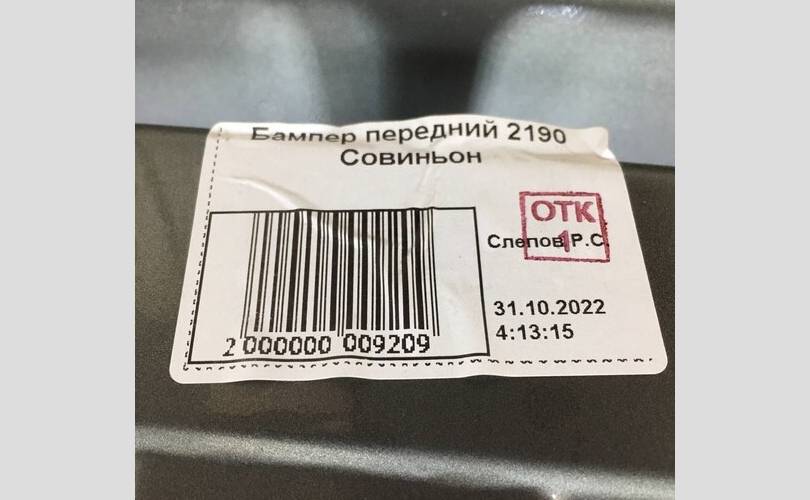 Бампер передний 2190
Совиньон
ОТК
1
Слепов Р.С.
31.10.2022
4:13:15
2 000000 009209